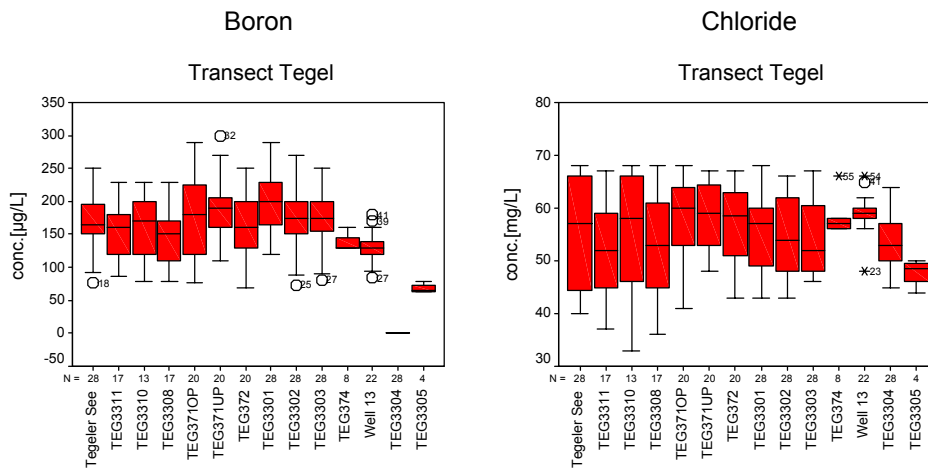 Boron
Transect Tegel
conc.[µg/L]
350
300
250
200
150
100
50
0
-50
18
32
25
27
41
39
27
N = 28 17 13 17 20 20 20 28 28 28 8 22 28 4
Tegeler See
TEG3311
TEG3310
TEG3308
TEG371OP
TEG371UP
TEG372
TEG3301
TEG3302
TEG3303
TEG374
Well 13
TEG3304
TEG3305
Chloride
Transect Tegel
conc.[mg/L]
80
70
60
50
40
30
55
54
41
23
N = 28 17 13 17 20 20 20 28 28 28 8 22 28 4
Tegeler See
TEG3311
TEG3310
TEG3308
TEG371OP
TEG371UP
TEG372
TEG3301
TEG3302
TEG3303
TEG374
Well 13
TEG3304
TEG3305